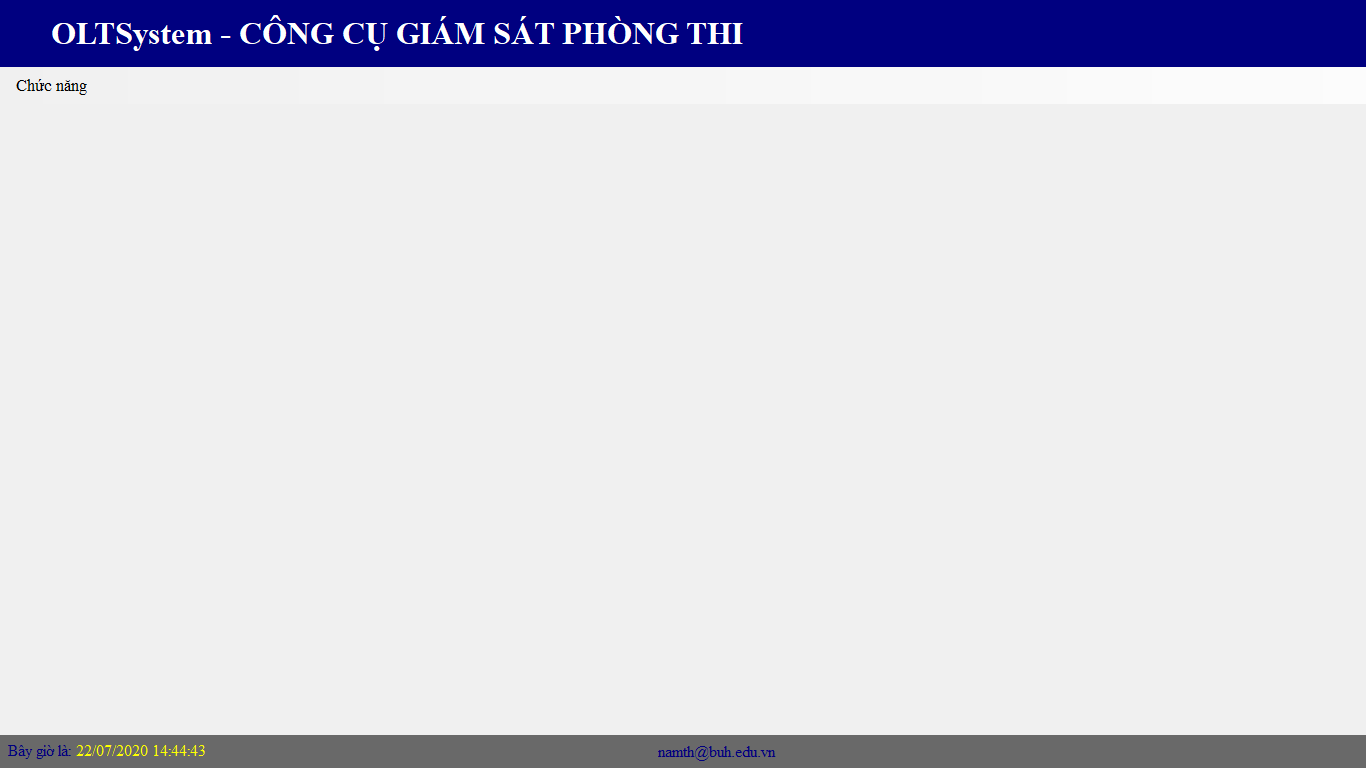 OLTSystem - CÔNG CỤ GIÁM SÁT PHÒNG THI
Chức năng
Bây giờ là: 22/07/2020 14:44:43 namth@buh.edu.vn